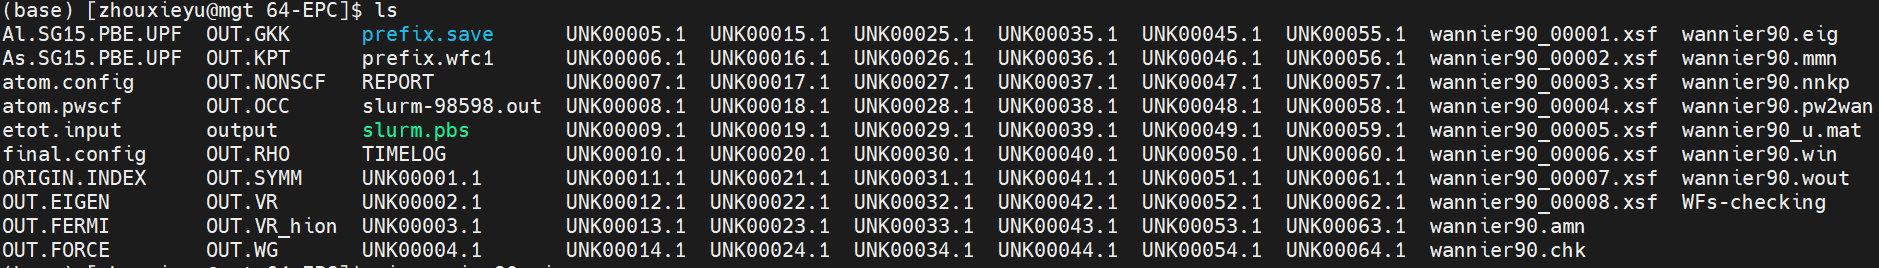 (base) [zhouxieyu@mgt 64-EPC]$ ls
Al.SG15.PBE.UPF OUT.GKK prefix.save UNK00005.1 UNK00015.1 UNK00025.1 UNK00035.1 UNK00045.1 UNK00055.1 wannier90_00001.xsf wannier90.eig
As.SG15.PBE.UPF OUT.KPT prefix.wfc1 UNK00006.1 UNK00016.1 UNK00026.1 UNK00036.1 UNK00046.1 UNK00056.1 wannier90_00002.xsf wannier90.mmn
atom.config OUT.NONSCF REPORT UNK00007.1 UNK00017.1 UNK00027.1 UNK00037.1 UNK00047.1 UNK00057.1 wannier90_00003.xsf wannier90.nnkp
atom.pwscf OUT.OCC slurm-98598.out UNK00008.1 UNK00018.1 UNK00028.1 UNK00038.1 UNK00048.1 UNK00058.1 wannier90_00004.xsf wannier90.pw2wan
etot.input output slurm.pbs UNK00009.1 UNK00019.1 UNK00029.1 UNK00039.1 UNK00049.1 UNK00059.1 wannier90_00005.xsf wannier90_u.mat
final.config OUT.RHO TIMELOG UNK00010.1 UNK00020.1 UNK00030.1 UNK00040.1 UNK00050.1 UNK00060.1 wannier90_00006.xsf wannier90.win
ORIGIN.INDEX OUT.SYMM UNK00001.1 UNK00011.1 UNK00021.1 UNK00031.1 UNK00041.1 UNK00051.1 UNK00061.1 wannier90_00007.xsf wannier90.wout
OUT.EIGEN OUT.VR UNK00002.1 UNK00012.1 UNK00022.1 UNK00032.1 UNK00042.1 UNK00052.1 UNK00062.1 wannier90_00008.xsf WFs-checking
OUT.FERMI OUT.VR_hion UNK00003.1 UNK00013.1 UNK00023.1 UNK00033.1 UNK00043.1 UNK00053.1 UNK00063.1 wannier90.amn
OUT.FORCE OUT.WG UNK00004.1 UNK00014.1 UNK00024.1 UNK00034.1 UNK00044.1 UNK00054.1 UNK00064.1 wannier90.chk